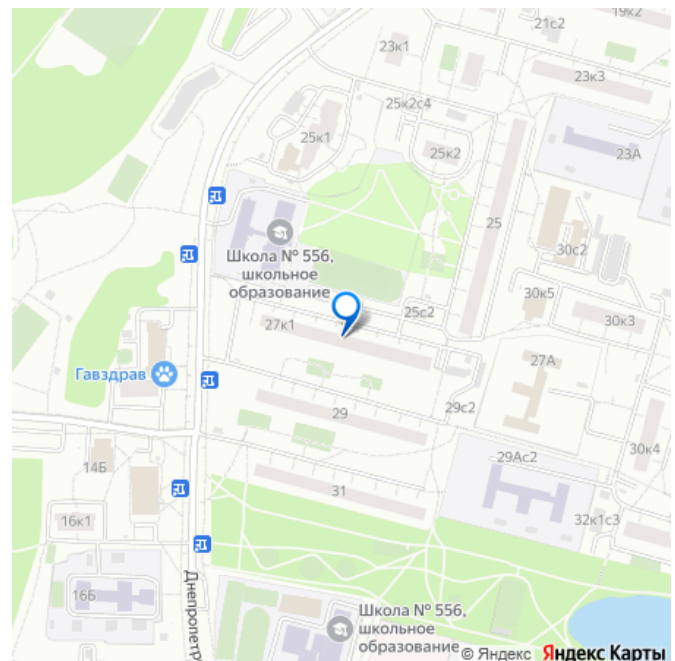 19к2
21с2
23к1
23к3
25к2с4
25к1
25к2
23А
25
Школа № 556,
школьное
образование
30с2
30к5
25с2
27к1
30к3
27А
Гавздрав
29с2
29
30к4
29Ас2
14Б
31
16к1
32к1с3
16Б
Днепропетр
Школа № 556,
школьное
образование
© Яндекс Яндекс Карты